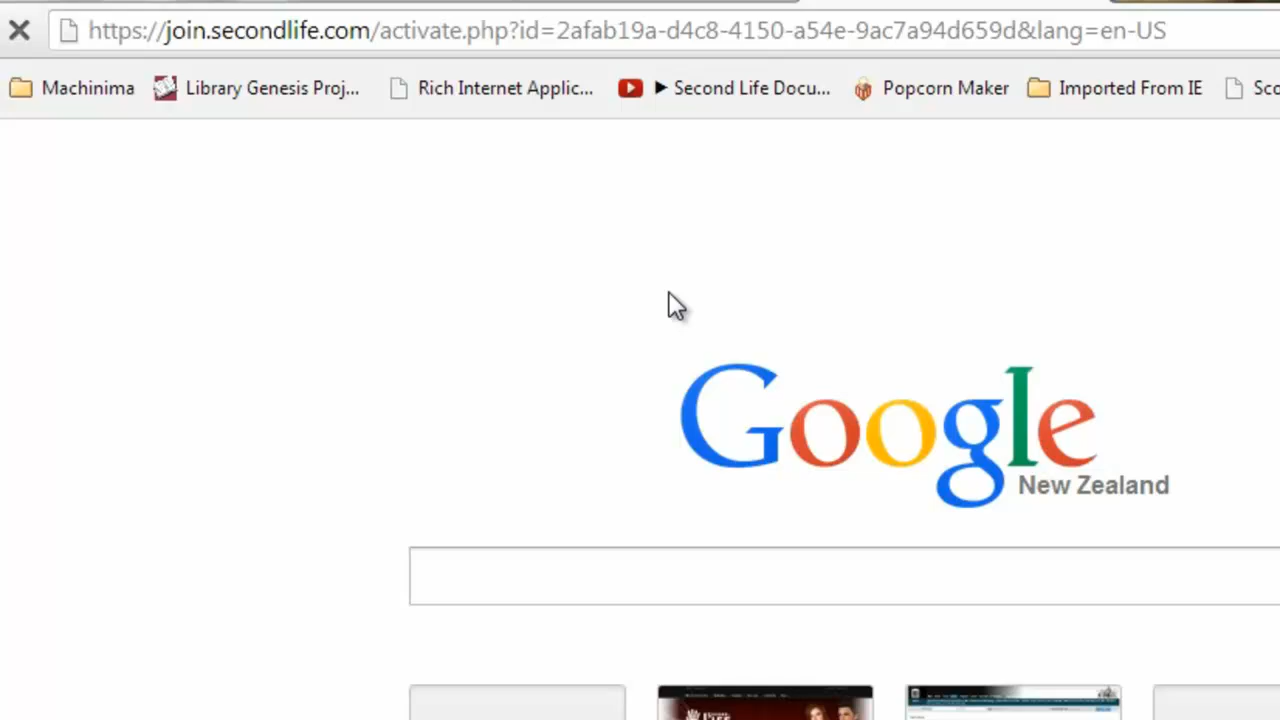 https://join.secondlife.com/activate.php?id=2afab19a-d4c8-4150-a54e-9ac7a94d659d&lang=en-US
Machinima Library Genesis Proj... Rich Internet Applic... ▶ Second Life Docu... Popcorn Maker Imported From IE Sco
Google
New Zealand